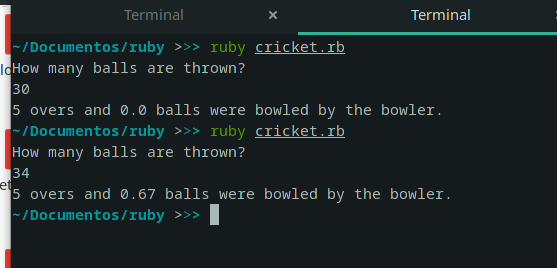 Terminal × Terminal
~/Documentos/ruby >>> ruby cricket.rb
How many balls are thrown?
30
5 overs and 0.0 balls were bowled by the bowler.
~/Documentos/ruby >>> ruby cricket.rb
How many balls are thrown?
34
5 overs and 0.67 balls were bowled by the bowler.
~/Documentos/ruby >>>